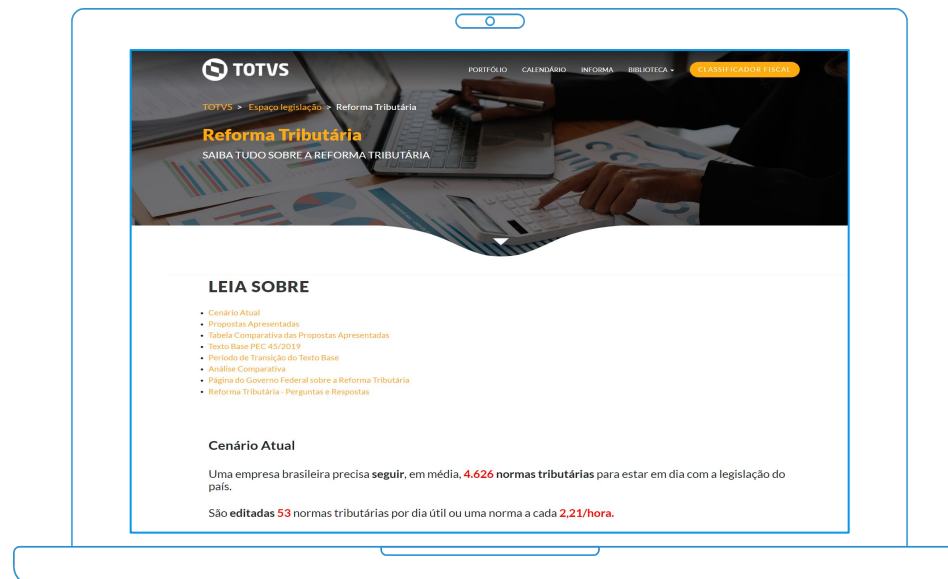 TOTVS
PORTFÓLIO CALENDÁRIO INFORMA BIBLIOTECA CLASSIFICADOR FISCAL
TOTVS > Espaço legislação > Reforma Tributária
Reforma Tributária
SAIBA TUDO SOBRE A REFORMA TRIBUTÁRIA
LEIA SOBRE
• Cenário Atual
• Propostas Apresentadas
• Tabela Comparativa das Propostas Apresentadas
• Texto Base PEC 45/2019
• Período de Transição do Texto Base
• Análise Comparativa
• Página do Governo Federal sobre a Reforma Tributária
• Reforma Tributária - Perguntas e Respostas
Cenário Atual
Uma empresa brasileira precisa seguir, em média, 4.626 normas tributárias para estar em dia com a legislação do
país.
São editadas 53 normas tributárias por dia útil ou uma norma a cada 2,21/hora.